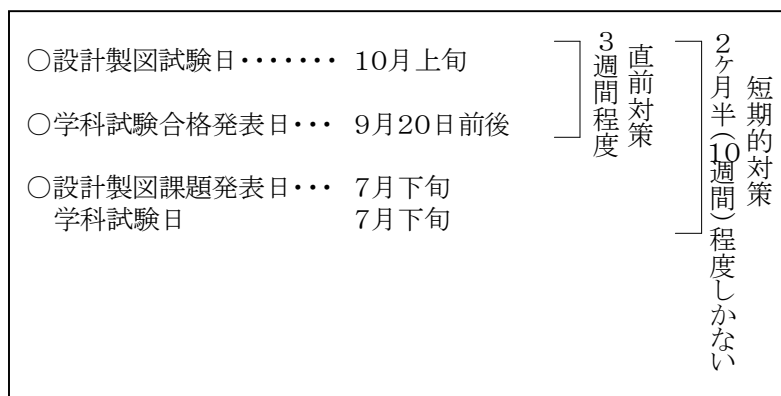 ○設計製図試験日・・・・・・・ 10月上旬
○学科試験合格発表日・・・ 9月20日前後
○設計製図課題発表日・・・ 7月下旬
学科試験日 7月下旬
直前対策
3週間程度
短期的対策
2ヶ月半(10週間)程度しかない